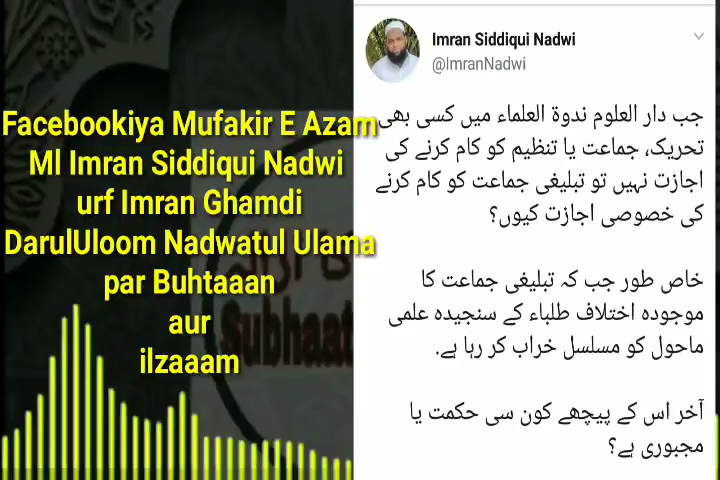 Facebookiya Mufakir E Azam
Ml Imran Siddiqui Nadwi
urf Imran Ghamdi
DarulUloom Nadwatul Ulama
par Buhtaaan
aur
ilzaaam
Subhaat
Imran Siddiqui Nadwi
@ImranNadwi
جب دار العلوم ندوۃ العلماء میں کسی بھی
تحریک، جماعت یا تنظیم کو کام کرنے کی
اجازت نہیں تو تبلیغی جماعت کو کام کرنے
کی خصوصی اجازت کیوں؟
خاص طور جب کہ تبلیغی جماعت کا
موجودہ اختلاف طلباء کے سنجیدہ علمی
ماحول کو مسلسل خراب کر رہا ہے.
آخر اس کے پیچھے کون سی حکمت یا
مجبوری ہے؟